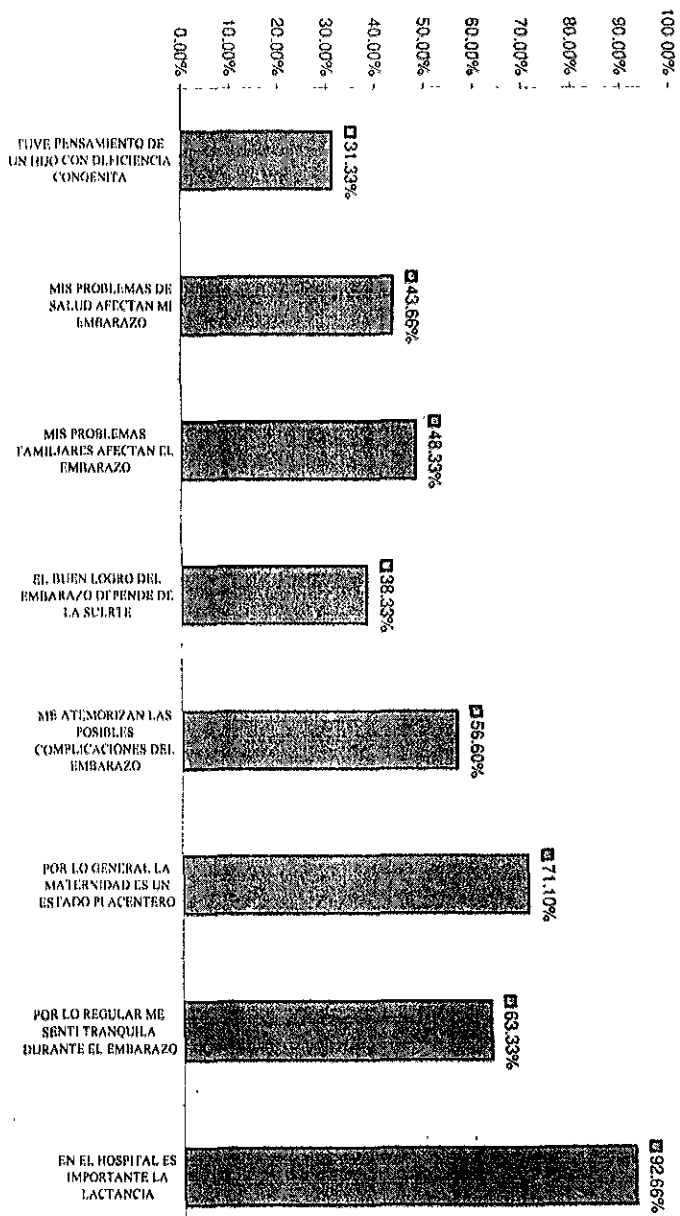 100.00%
90.00%
80.00%
70.00%
60.00%
50.00%
40.00%
30.00%
20.00%
10.00%
0.00%
31.33%
TUVE PENSAMIENTO DE
UN HIJO CON DEFICIENCIA
CONGENITA
43.66%
MIS PROBLEMAS DE
SALUD AFECTAN MI
EMBARAZO
48.33%
MIS PROBLEMAS
FAMILIARES AFECTAN EL
EMBARAZO
38.33%
EL BUEN LOGRO DEL
EMBARAZO DEPENDE DE
LA SUERTE
56.60%
ME ATEMORIZAN LAS
POSIBLES
COMPLICACIONES DEL
EMBARAZO
71.10%
POR LO GENERAL LA
MATERNIDAD ES UN
ESTADO PLACENTERO
63.33%
POR LO REGULAR ME
SENTI TRANQUILA
DURANTE EL EMBARAZO
92.66%
EN EL HOSPITAL ES
IMPORTANTE LA
LACTANCIA